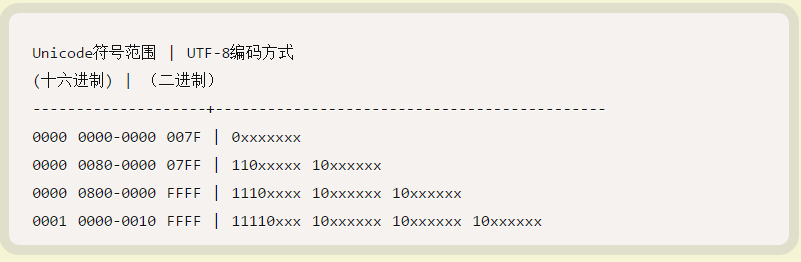 Unicode符号范围 | UTF-8编码方式
(十六进制) | （二进制）
--------------------+---------------------------------------------
0000 0000-0000 007F | 0xxxxxxx
0000 0080-0000 07FF | 110xxxxx 10xxxxxx
0000 0800-0000 FFFF | 1110xxxx 10xxxxxx 10xxxxxx
0001 0000-0010 FFFF | 11110xxx 10xxxxxx 10xxxxxx 10xxxxxx